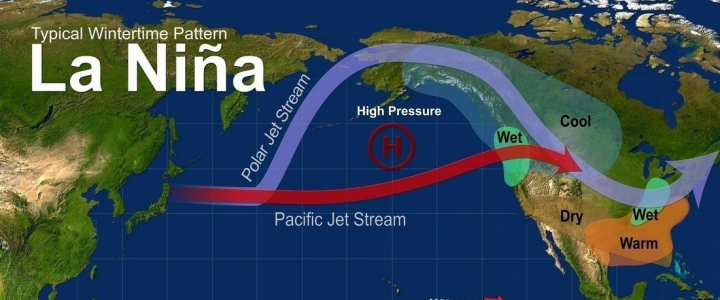 Typical Wintertime Pattern
La Niña
Polar Jet Stream
High Pressure
H
Pacific Jet Stream
Cool
Wet
Dry
Wet
Warm